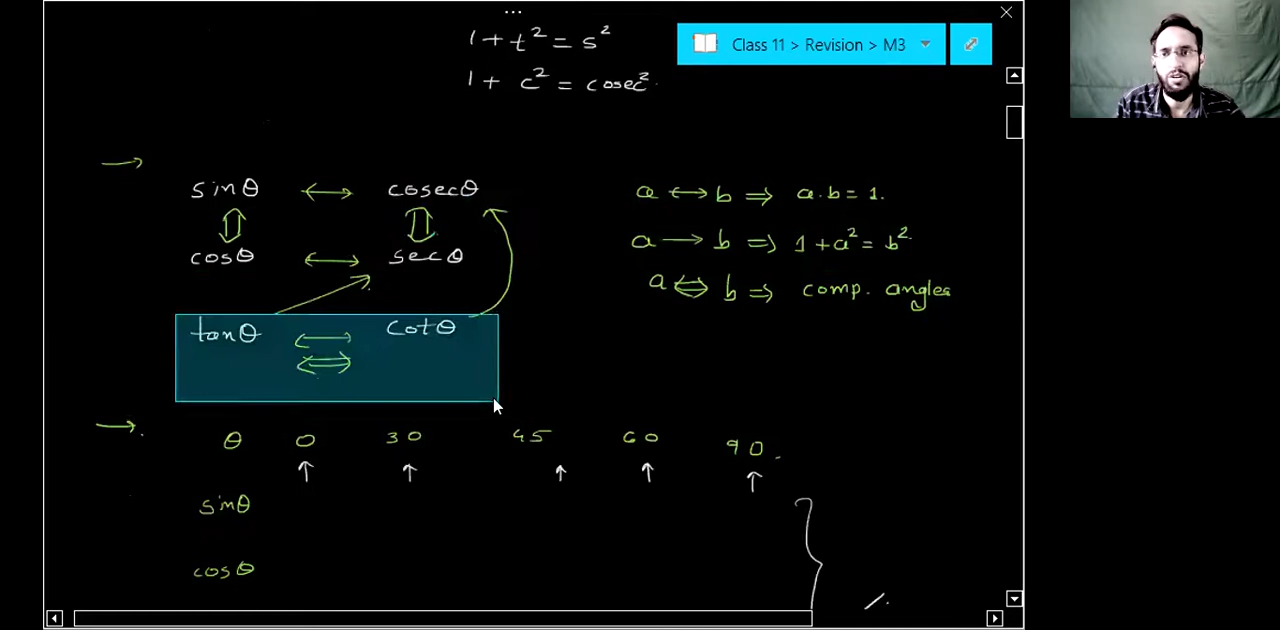 1 + t² = s²
1 + c² = cosec².
Class 11 > Revision > M3
→
sinθ ↔ cosecθ
⇕ ⇕
cosθ ↔ secθ
tanθ ↔ cotθ
⇔
a ↔ b ⇒ a.b = 1.
a → b ⇒ 1 + a² = b².
a ⇔ b ⇒ comp. angles
→ θ 0 30 45 60 90.
↑ ↑ ↑ ↑ ↑
sinθ
cosθ